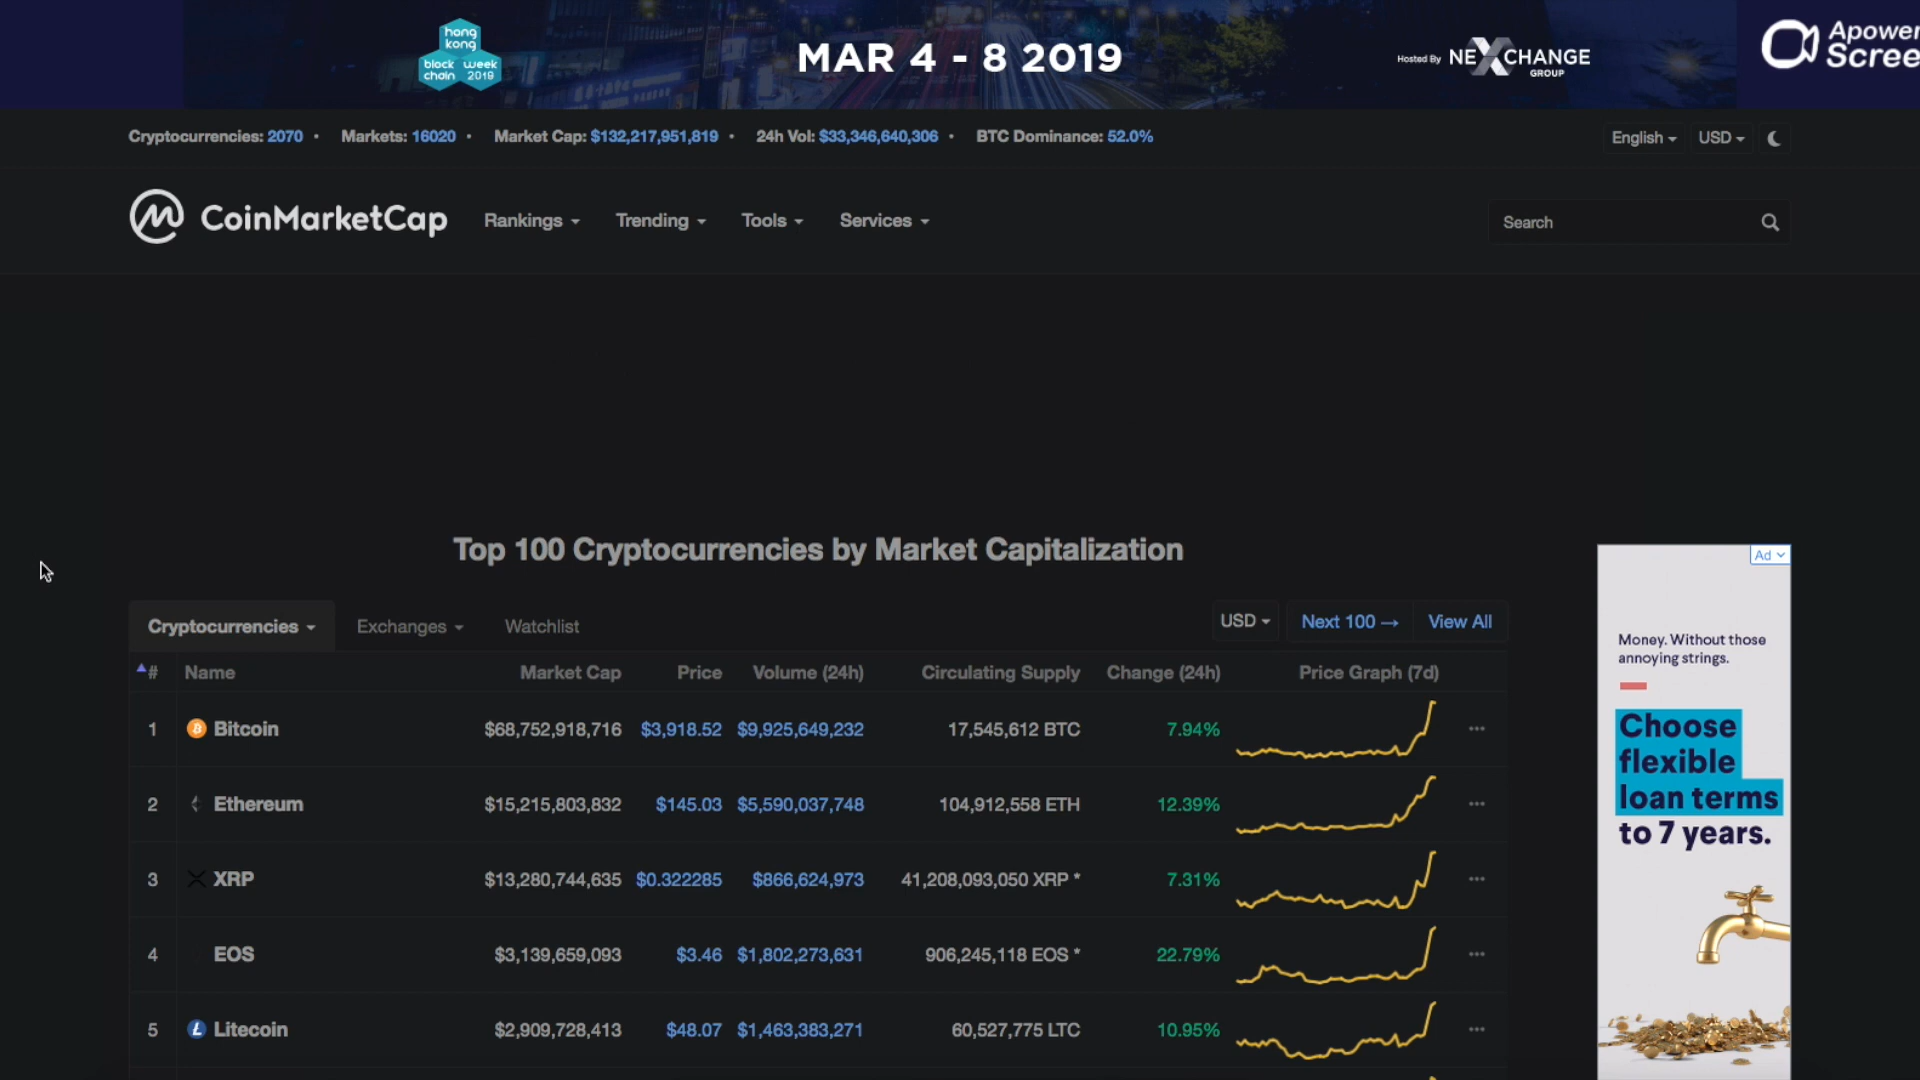 hong
kong
block week
chain 2019
MAR 4 - 8 2019
Hosted By NEXCHANGE
GROUP
Apower
Scree
Cryptocurrencies: 2070 • Markets: 16020 • Market Cap: $132,217,951,819 • 24h Vol: $33,346,640,306 • BTC Dominance: 52.0%
English USD
CoinMarketCap Rankings Trending Tools Services Search
Top 100 Cryptocurrencies by Market Capitalization
Cryptocurrencies Exchanges Watchlist USD Next 100 → View All
# Name Market Cap Price Volume (24h) Circulating Supply Change (24h) Price Graph (7d)
1 Bitcoin $68,752,918,716 $3,918.52 $9,925,649,232 17,545,612 BTC 7.94%
2 Ethereum $15,215,803,832 $145.03 $5,590,037,748 104,912,558 ETH 12.39%
3 XRP $13,280,744,635 $0.322285 $866,624,973 41,208,093,050 XRP * 7.31%
4 EOS $3,139,659,093 $3.46 $1,802,273,631 906,245,118 EOS * 22.79%
5 Litecoin $2,909,728,413 $48.07 $1,463,383,271 60,527,775 LTC 10.95%
Ad
Money. Without those
annoying strings.
Choose
flexible
loan terms
to 7 years.